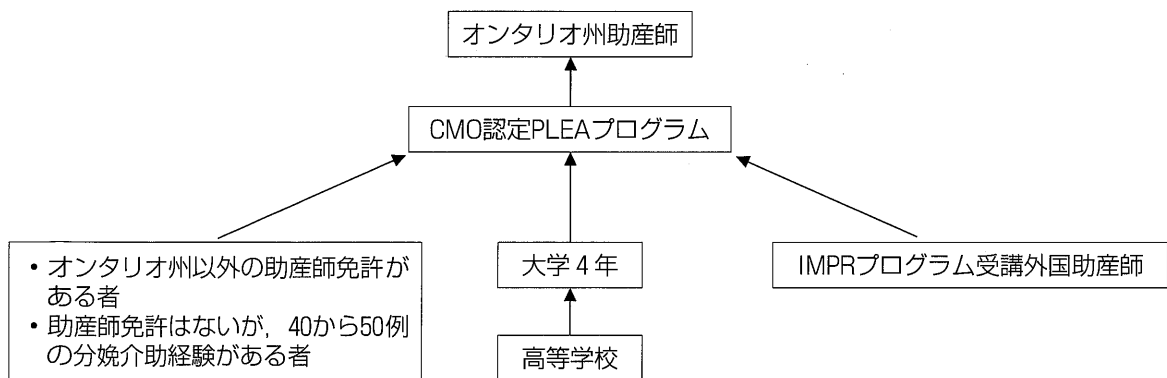 オンタリオ州助産師
CMO認定PLEAプログラム
・オンタリオ州以外の助産師免許が
ある者
・助産師免許はないが，40から50例
の分娩介助経験がある者
大学4年
高等学校
IMPRプログラム受講外国助産師